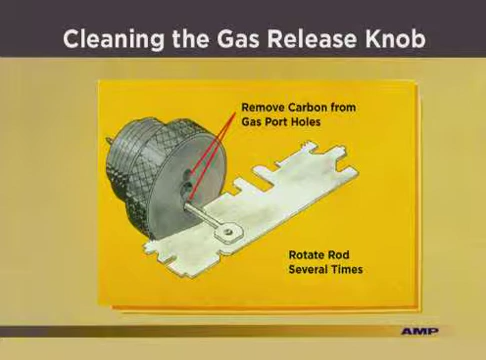 Cleaning the Gas Release Knob
Remove Carbon from
Gas Port Holes
Rotate Rod
Several Times
AMP